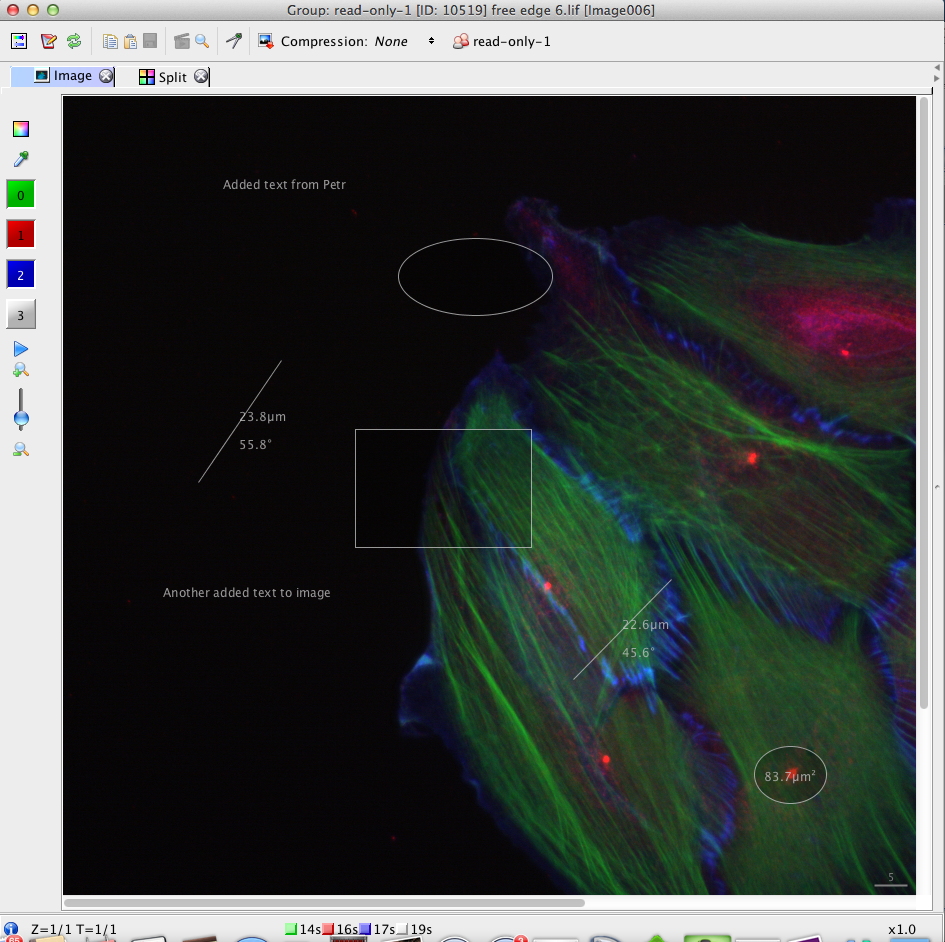 Group: read-only-1 [ID: 10519] free edge 6.lif [Image006]
Compression: None
read-only-1
Image
Split
0
1
2
3
Added text from Petr
23.8µm
55.8°
Another added text to image
22.6µm
45.6°
83.7µm²
5
Z=1/1 T=1/1
14s
16s
17s
19s
x1.0